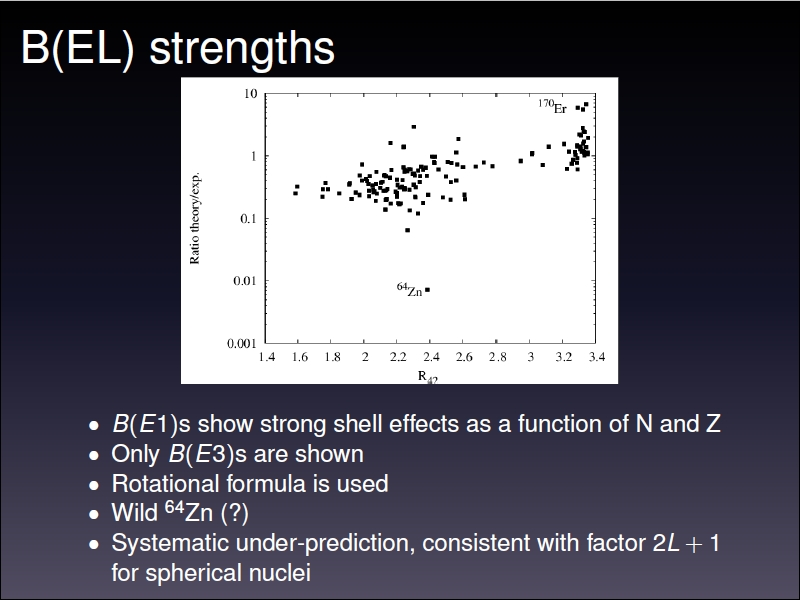 B(EL) strengths
10
1
0.1
0.01
0.001
Ratio theory/exp.
170Er
64Zn
1.4 1.6 1.8 2 2.2 2.4 2.6 2.8 3 3.2 3.4
R42
• B(E1)s show strong shell effects as a function of N and Z
• Only B(E3)s are shown
• Rotational formula is used
• Wild 64Zn (?)
• Systematic under-prediction, consistent with factor 2L + 1
for spherical nuclei